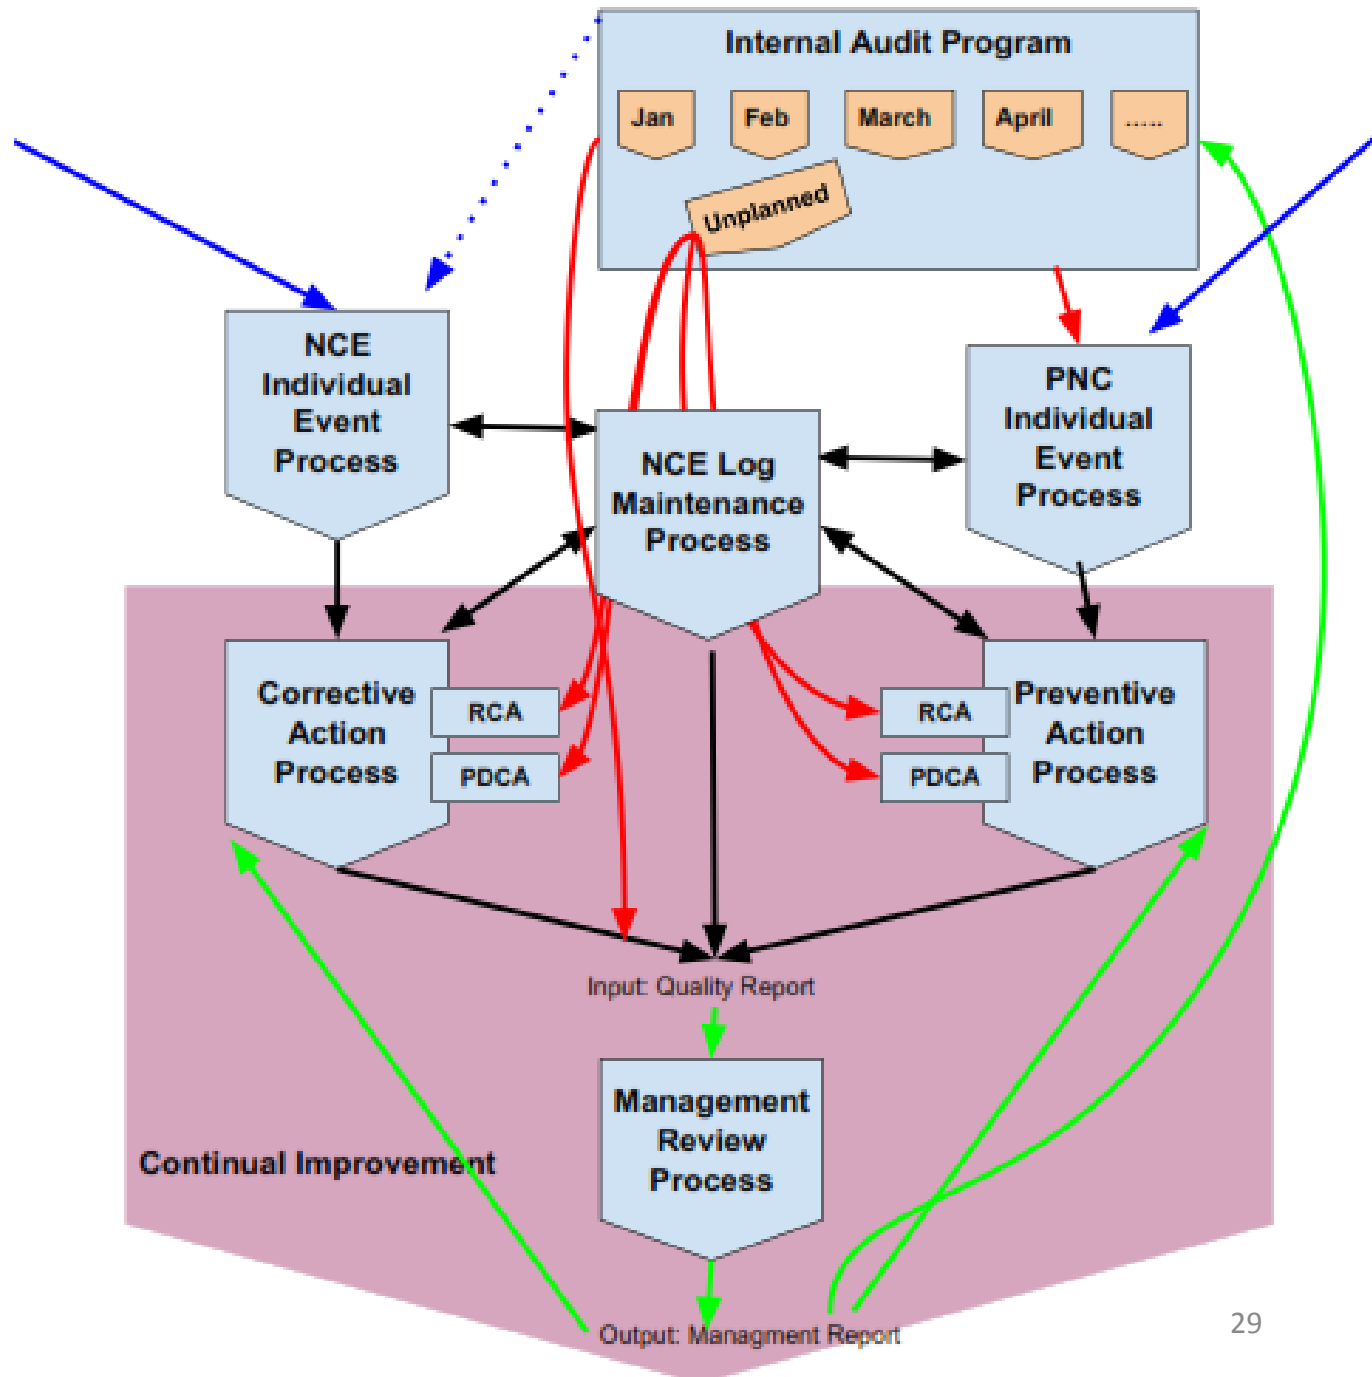 Internal Audit Program
Jan
Feb
March
April
.....
Unplanned
NCE
Individual
Event
Process
PNC
Individual
Event
Process
NCE Log
Maintenance
Process
Corrective
Action
Process
RCA
PDCA
RCA
PDCA
Preventive
Action
Process
Input: Quality Report
Management
Review
Process
Continual Improvement
Output: Managment Report
29